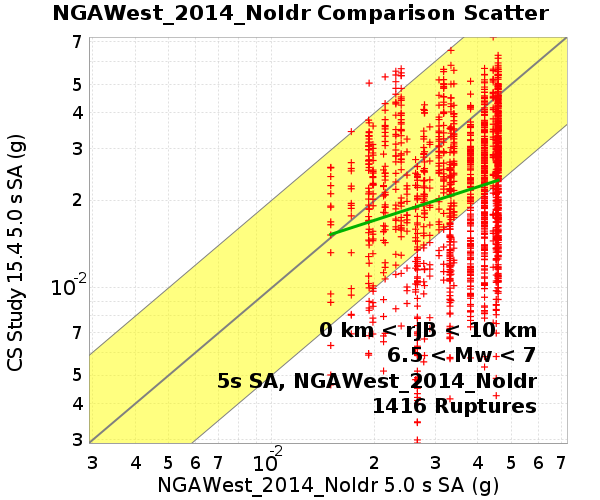 NGAWest_2014_NoIdr Comparison Scatter
7
5
4
3
2
10-2
7
5
4
3
CS Study 15.4 5.0 s SA (g)
0 km < rJB < 10 km
6.5 < Mw < 7
5s SA, NGAWest_2014_NoIdr
1416 Ruptures
3 4 5 6 7 10-2 2 3 4 5 6 7
NGAWest_2014_NoIdr 5.0 s SA (g)